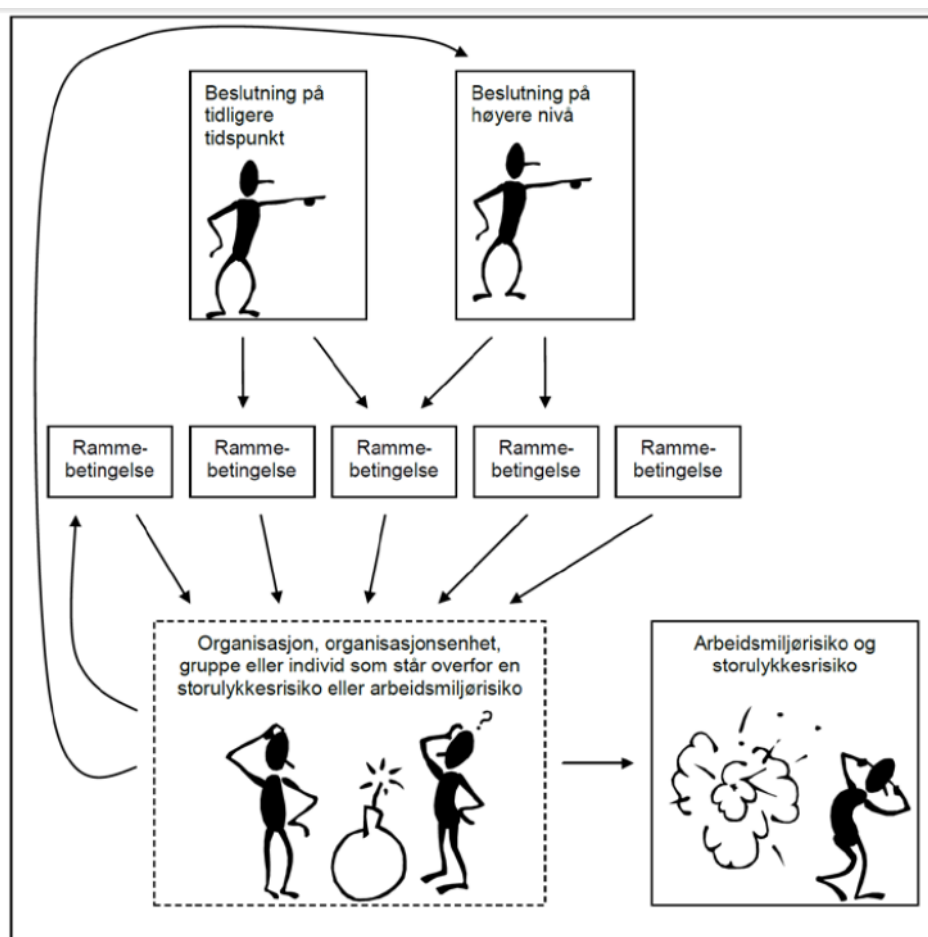 Beslutning på
tidligere
tidspunkt
Beslutning på
høyere nivå
Ramme-
betingelse
Ramme-
betingelse
Ramme-
betingelse
Ramme-
betingelse
Ramme-
betingelse
Organisasjon, organisasjonsenhet,
gruppe eller individ som står overfor en
storulykkesrisiko eller arbeidsmiljørisiko
?
Arbeidsmiljørisiko og
storulykkesrisiko